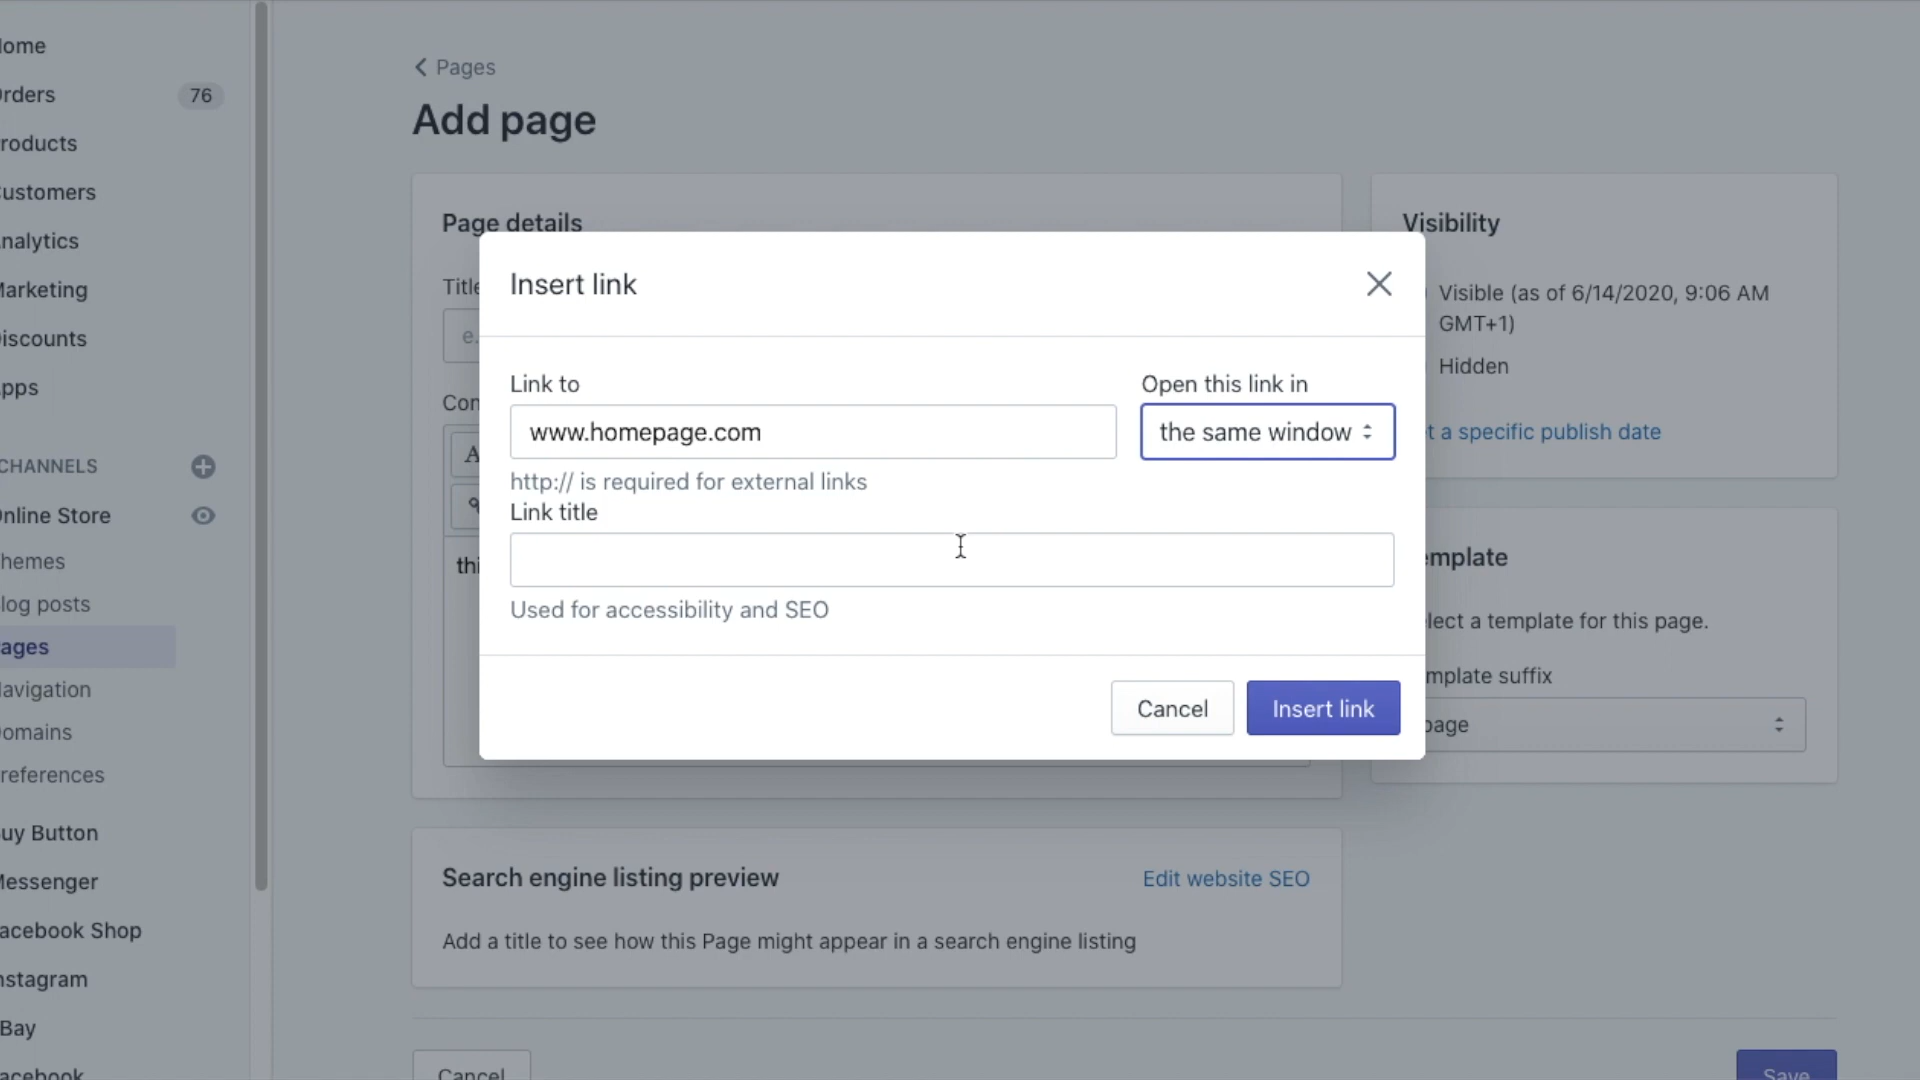 ome
rders
76
roducts
ustomers
nalytics
arketing
iscounts
pps
CHANNELS
nline Store
hemes
log posts
ages
avigation
omains
references
uy Button
essenger
acebook Shop
nstagram
Bay
acebook
Pages
Add page
Page details
Title
e.
Con
A
thi
Insert link
Link to
Open this link in
www.homepage.com
the same window
http:// is required for external links
Link title
Used for accessibility and SEO
Cancel
Insert link
Visibility
Visible (as of 6/14/2020, 9:06 AM
GMT+1)
Hidden
t a specific publish date
emplate
lect a template for this page.
mplate suffix
page
Search engine listing preview
Edit website SEO
Add a title to see how this Page might appear in a search engine listing
Cancel
Save